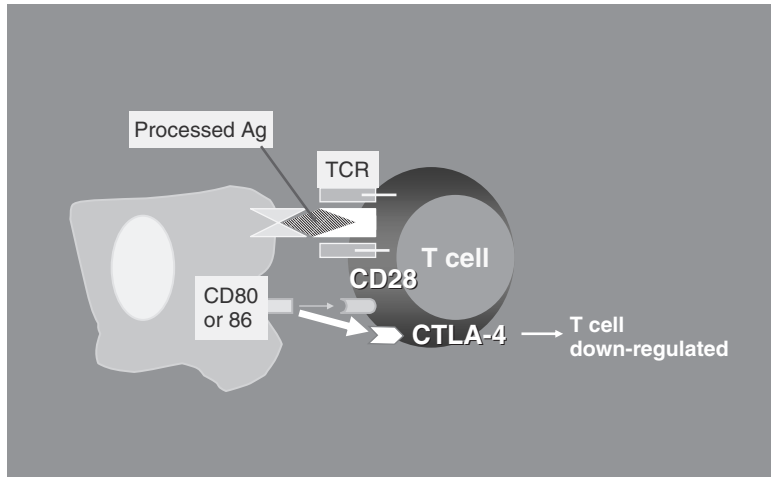 Processed Ag
TCR
T cell
CD28
CD80
or 86
CTLA-4
T cell
down-regulated